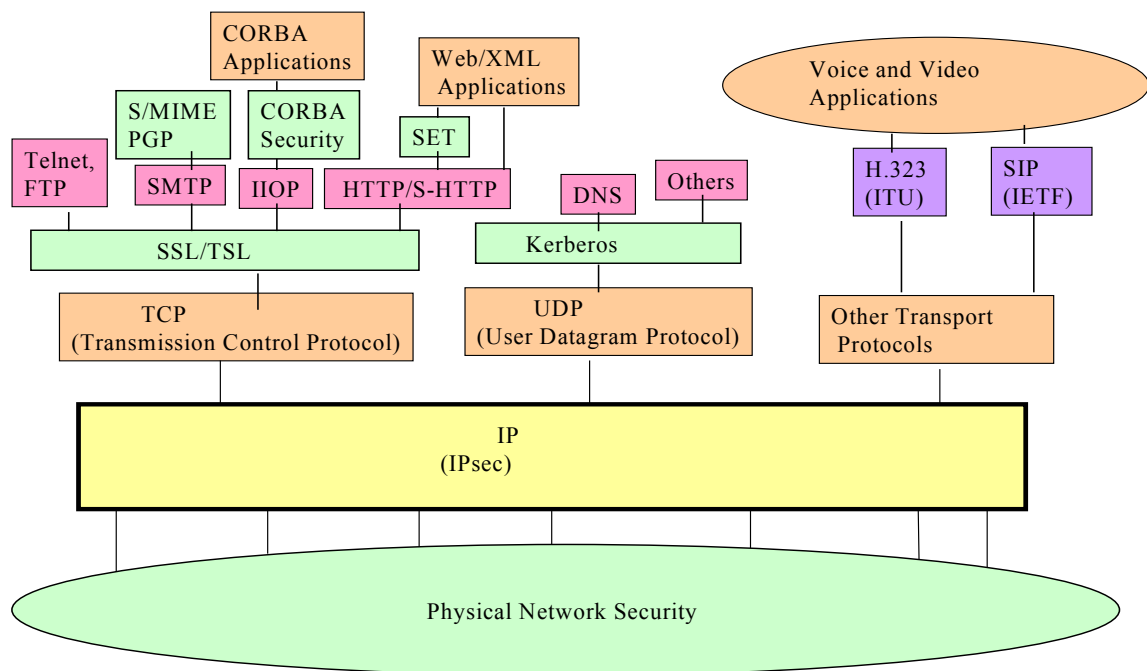 CORBA
Applications
Web/XML
Applications
Voice and Video
Applications
S/MIME
PGP
CORBA
Security
SET
Telnet,
FTP
SMTP
IIOP
HTTP/S-HTTP
DNS
Others
H.323
(ITU)
SIP
(IETF)
SSL/TSL
Kerberos
TCP
(Transmission Control Protocol)
UDP
(User Datagram Protocol)
Other Transport
Protocols
IP
(IPsec)
Physical Network Security